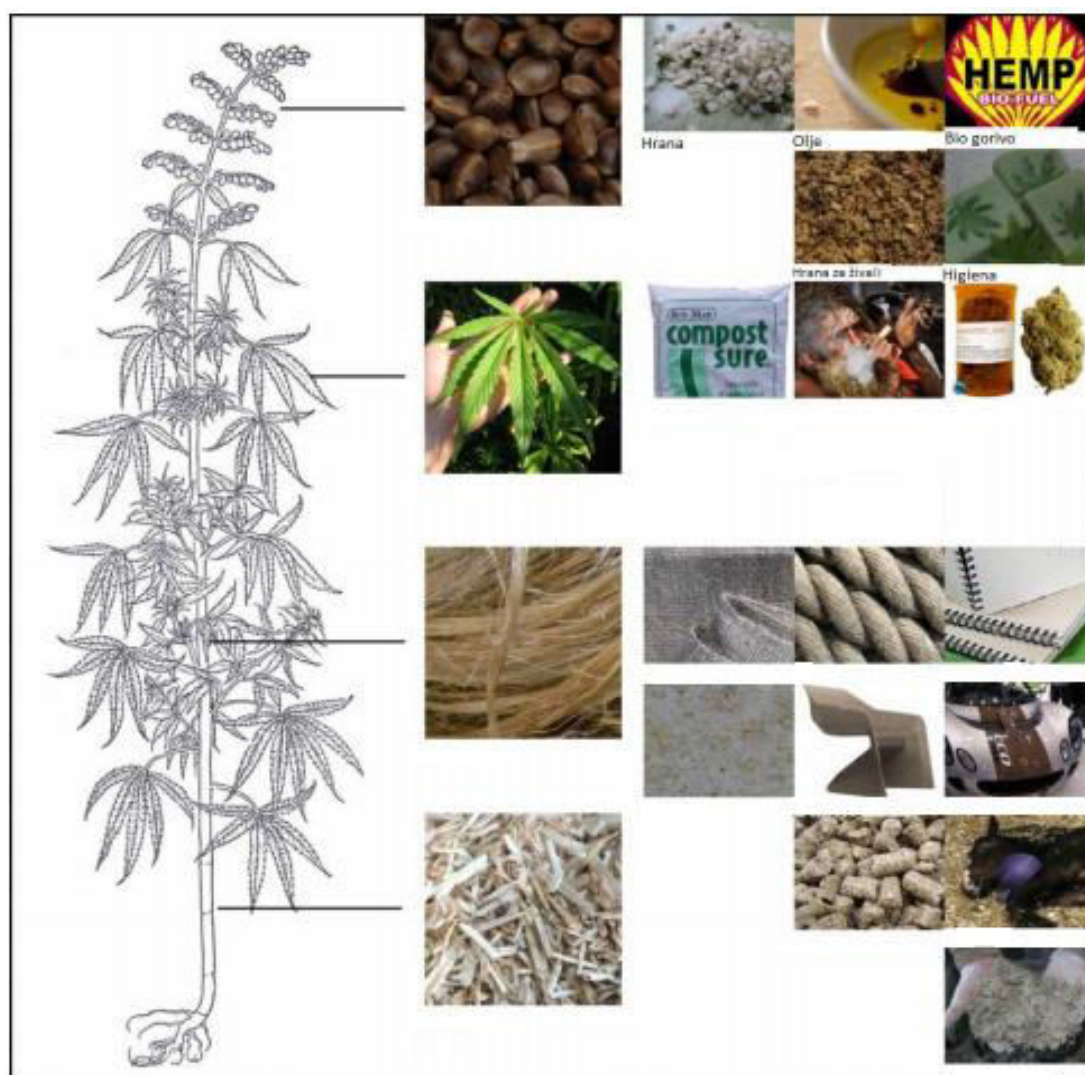 HEMP
BIO-FUEL
Hrana
Olje
Bio gorivo
Hrana za živali
Higiena
compost
sure